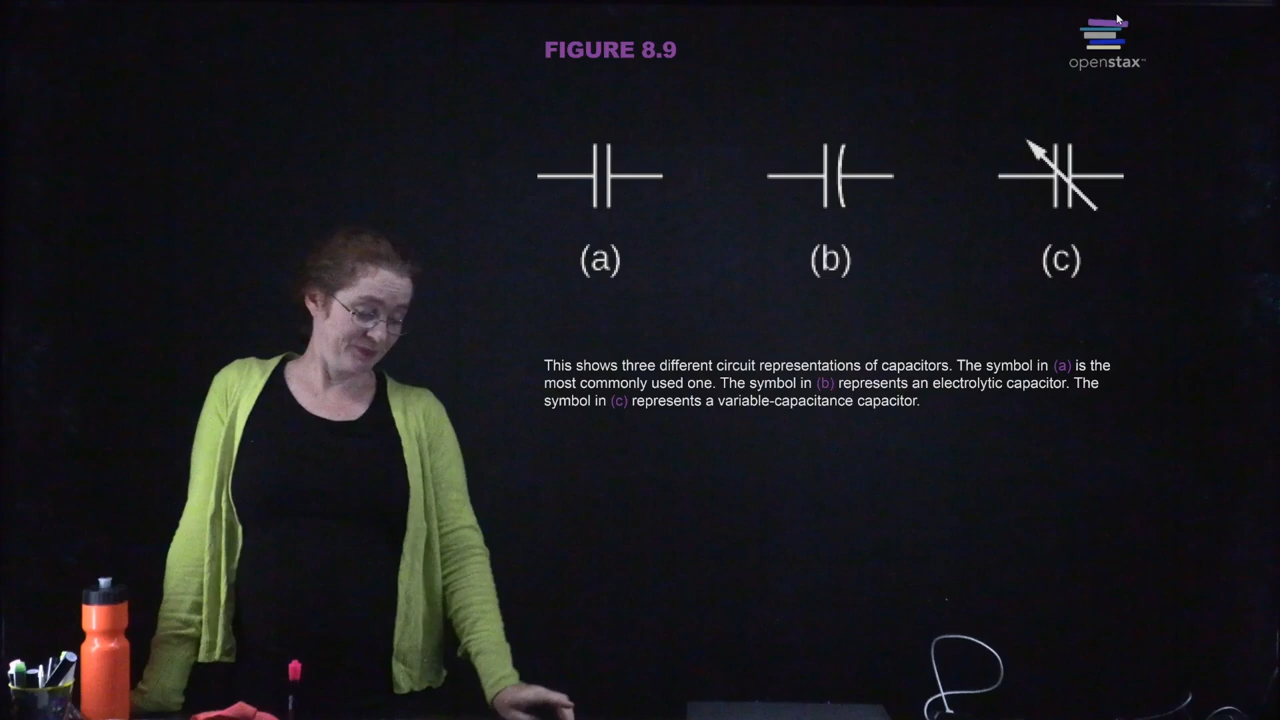 FIGURE 8.9
openstax™
(a)
(b)
(c)
This shows three different circuit representations of capacitors. The symbol in (a) is the
most commonly used one. The symbol in (b) represents an electrolytic capacitor. The
symbol in (c) represents a variable-capacitance capacitor.